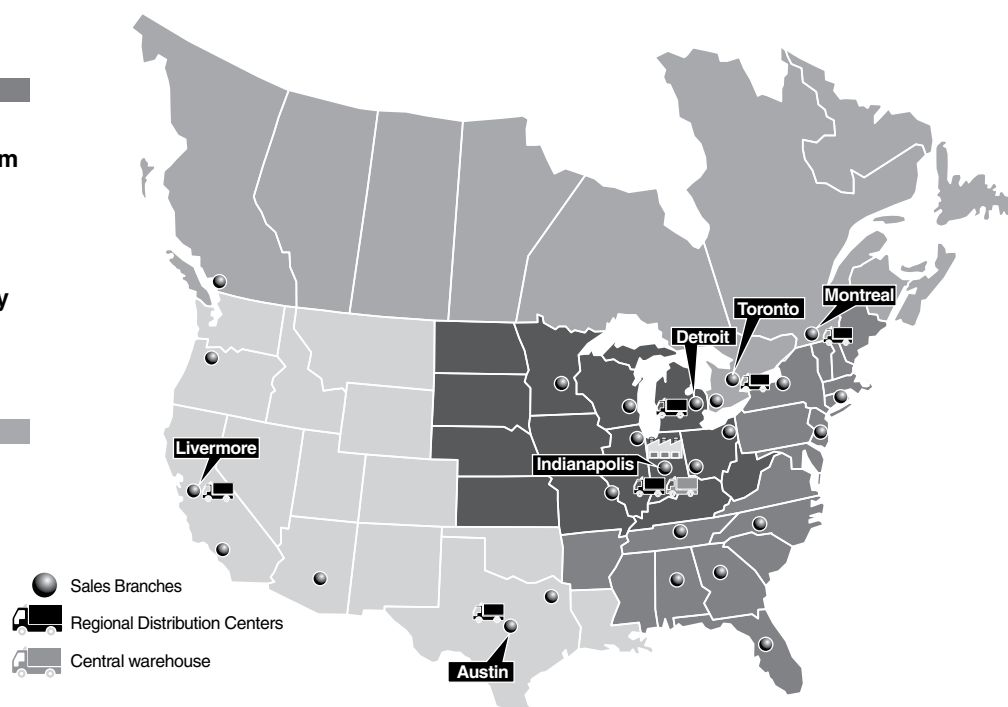 m
y
Montreal
Toronto
Detroit
Livermore
Indianapolis
Austin
Sales Branches
Regional Distribution Centers
Central warehouse